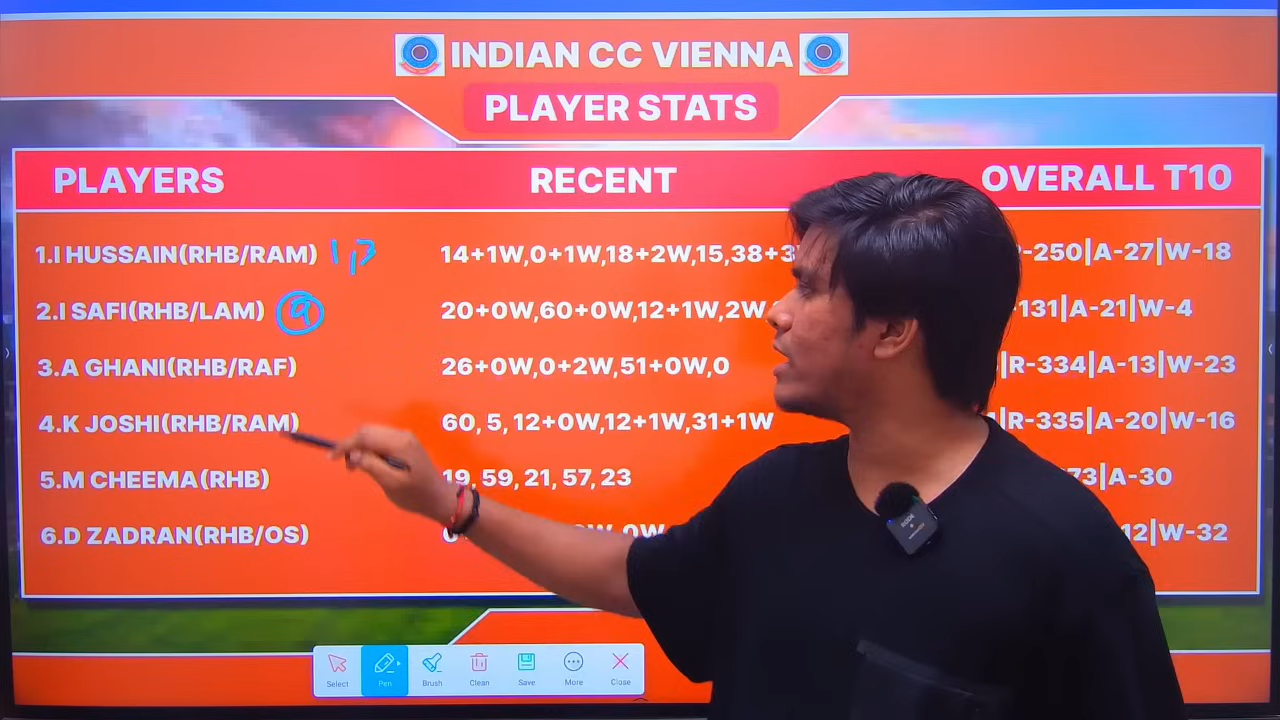 INDIAN CC VIENNA
PLAYER STATS
PLAYERS RECENT OVERALL T10
1.I HUSSAIN(RHB/RAM) 14+1W,0+1W,18+2W,15,38+3 -250|A-27|W-18
2.I SAFI(RHB/LAM) 20+0W,60+0W,12+1W,2W -131|A-21|W-4
3.A GHANI(RHB/RAF) 26+0W,0+2W,51+0W,0 |R-334|A-13|W-23
4.K JOSHI(RHB/RAM) 60, 5, 12+0W,12+1W,31+1W |R-335|A-20|W-16
5.M CHEEMA(RHB) 19, 59, 21, 57, 23 73|A-30
6.D ZADRAN(RHB/OS) 0W 12|W-32
Select Pen Brush Clean Save More Close